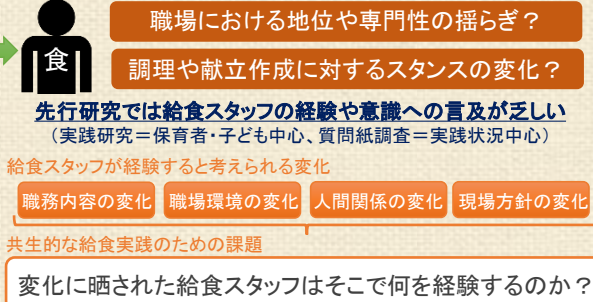 職場における地位や専門性の揺らぎ？
食
調理や献立作成に対するスタンスの変化？
先行研究では給食スタッフの経験や意識への言及が乏しい
（実践研究＝保育者・子ども中心、質問紙調査＝実践状況中心）
給食スタッフが経験すると考えられる変化
職務内容の変化 職場環境の変化 人間関係の変化 現場方針の変化
共生的な給食実践のための課題
変化に晒された給食スタッフはそこで何を経験するのか？